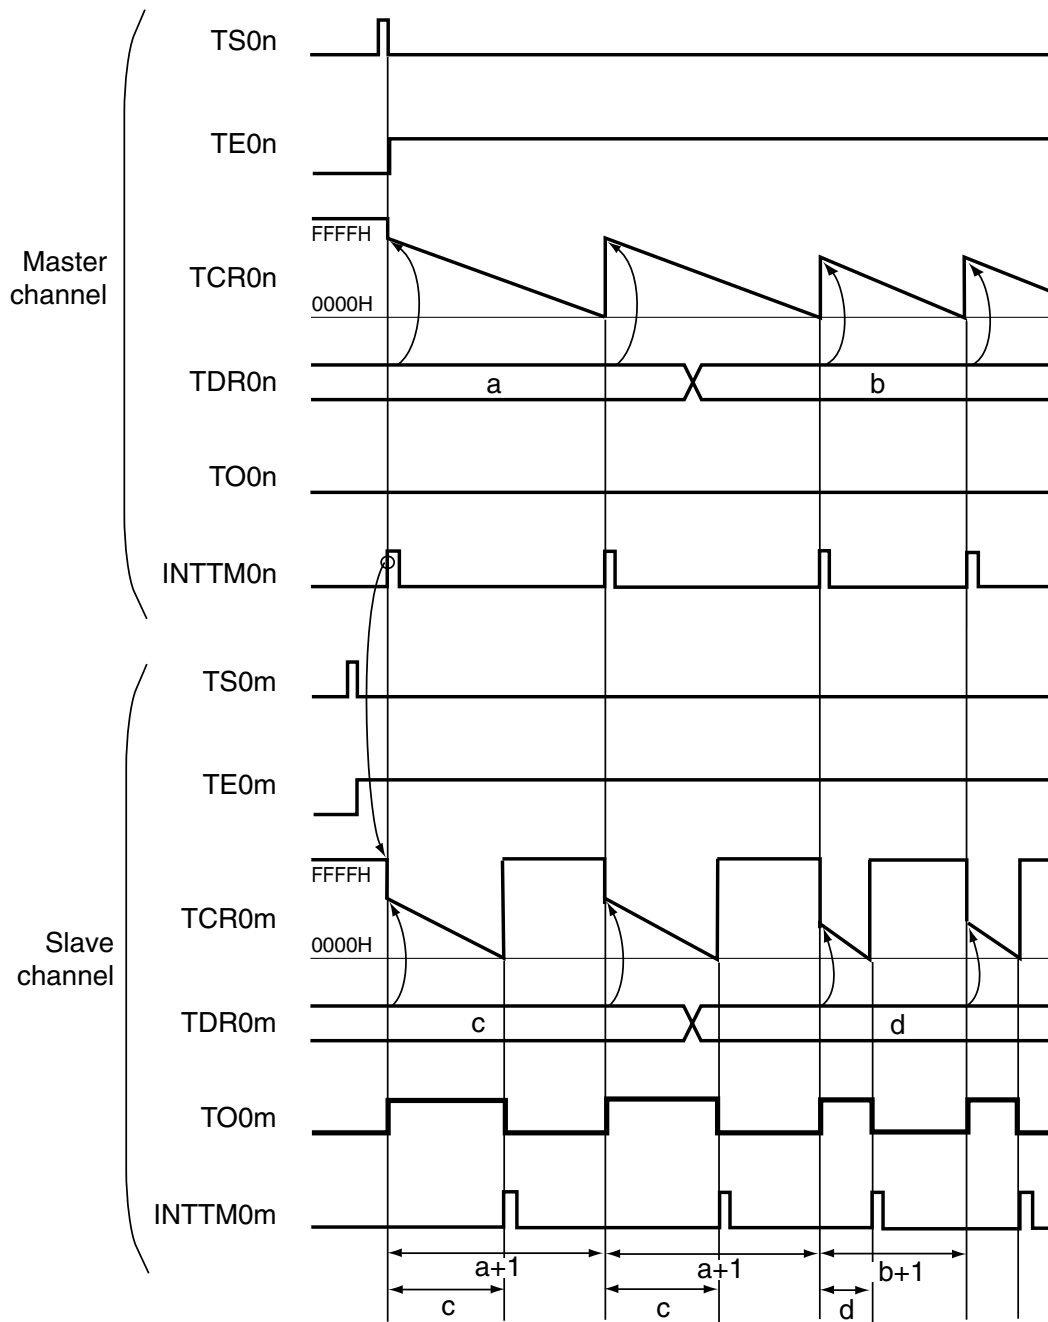 TS0n
TE0n
FFFFH
TCR0n
0000H
Master
channel
TDR0n
a
b
TO0n
INTTM0n
TS0m
TE0m
FFFFH
TCR0m
0000H
Slave
channel
TDR0m
c
d
TO0m
INTTM0m
a+1
a+1
b+1
c
c
d